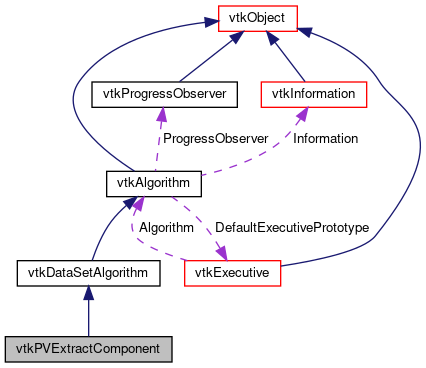 vtkObject
vtkProgressObserver
vtkInformation
ProgressObserver
Information
vtkAlgorithm
Algorithm
DefaultExecutivePrototype
vtkDataSetAlgorithm
vtkExecutive
vtkPVExtractComponent